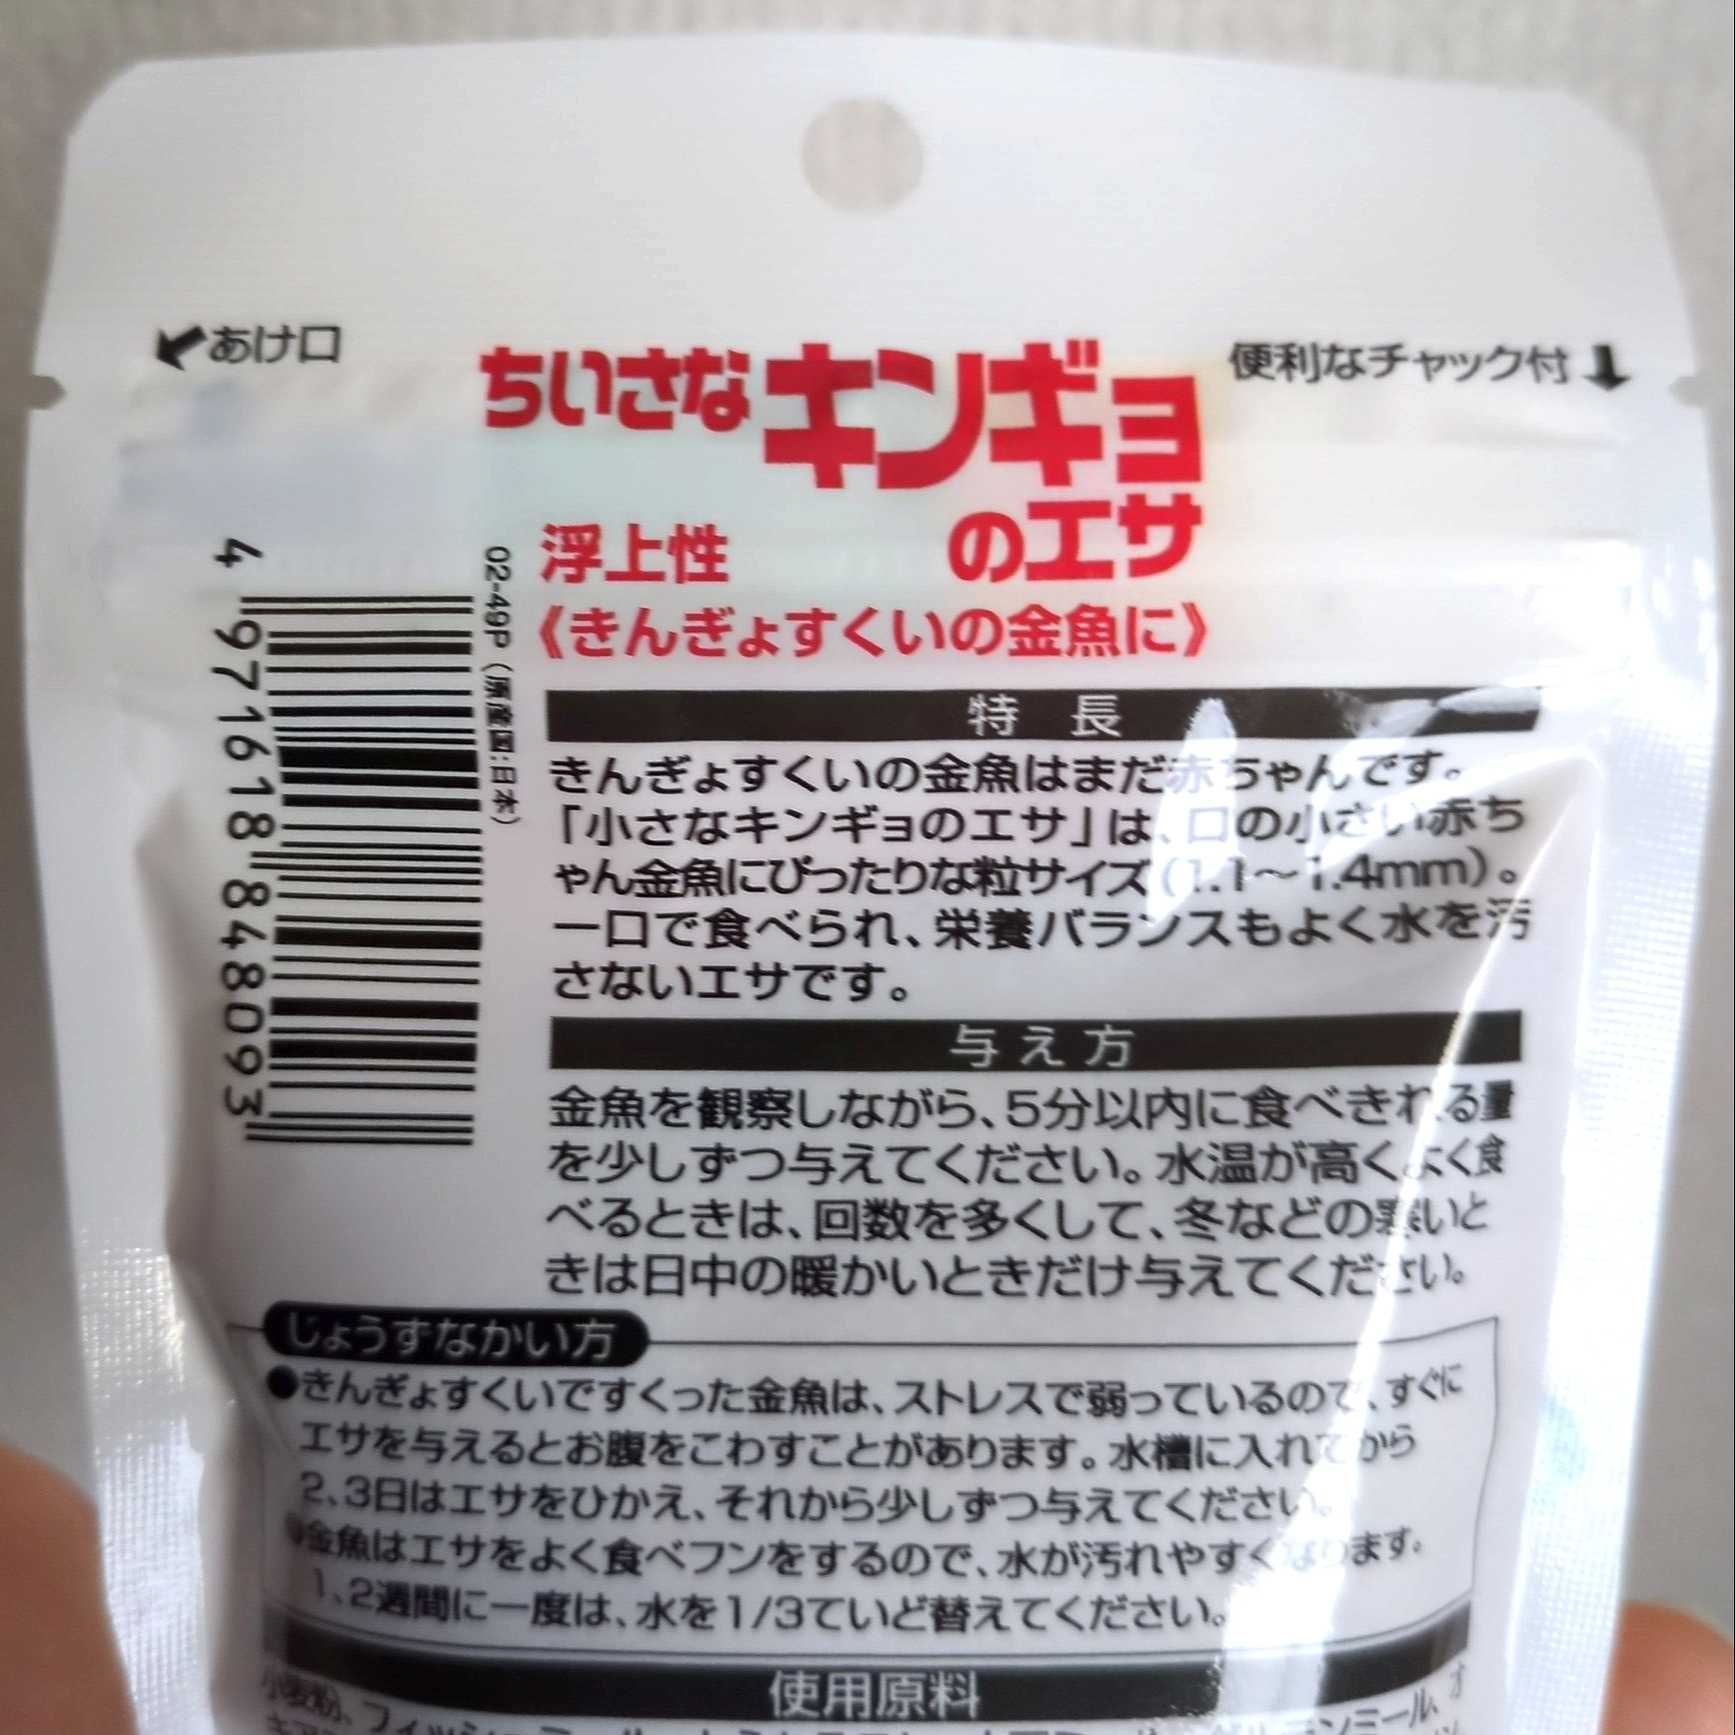 あけ口
便利なチャック付
ちいさなキンギョ
のエサ
浮上性
《きんぎょすくいの金魚に》
4 971618 848093
02-49P（原産国:日本）
特長
きんぎょすくいの金魚はまだ赤ちゃんです。
「小さなキンギョのエサ」は、口の小さい赤ち
ゃん金魚にぴったりな粒サイズ(1.1〜1.4mm)。
一口で食べられ、栄養バランスもよく水を汚
さないエサです。
与え方
金魚を観察しながら、5分以内に食べきれる量
を少しずつ与えてください。水温が高くよく食
べるときは、回数を多くして、冬などの寒いと
きは日中の暖かいときだけ与えてください。
じょうずなかい方
●きんぎょすくいですくった金魚は、ストレスで弱っているので、すぐに
エサを与えるとお腹をこわすことがあります。水槽に入れてから
2、3日はエサをひかえ、それから少しずつ与えてください。
●金魚はエサをよく食べフンをするので、水が汚れやすくなります。
1、2週間に一度は、水を1/3ていど替えてください。
使用原料
小麦粉、フィッシュミール、